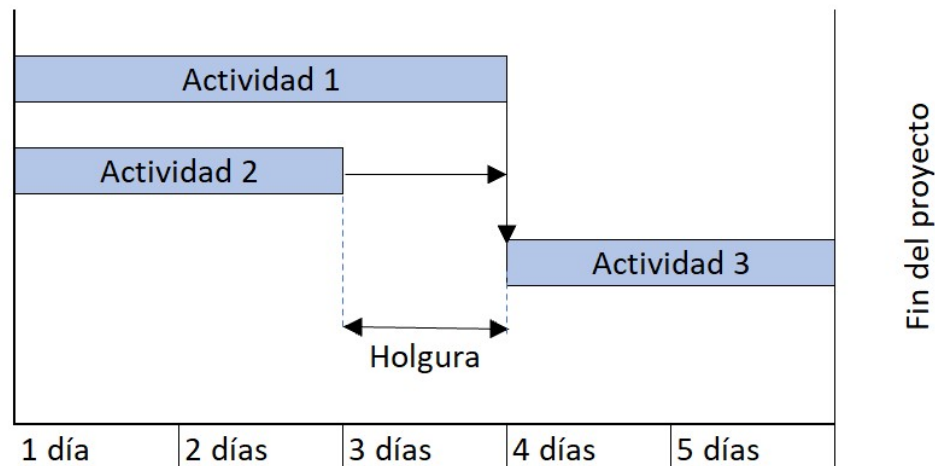 Actividad 1
Actividad 2
Actividad 3
Holgura
1 día
2 días
3 días
4 días
5 días
Fin del proyecto